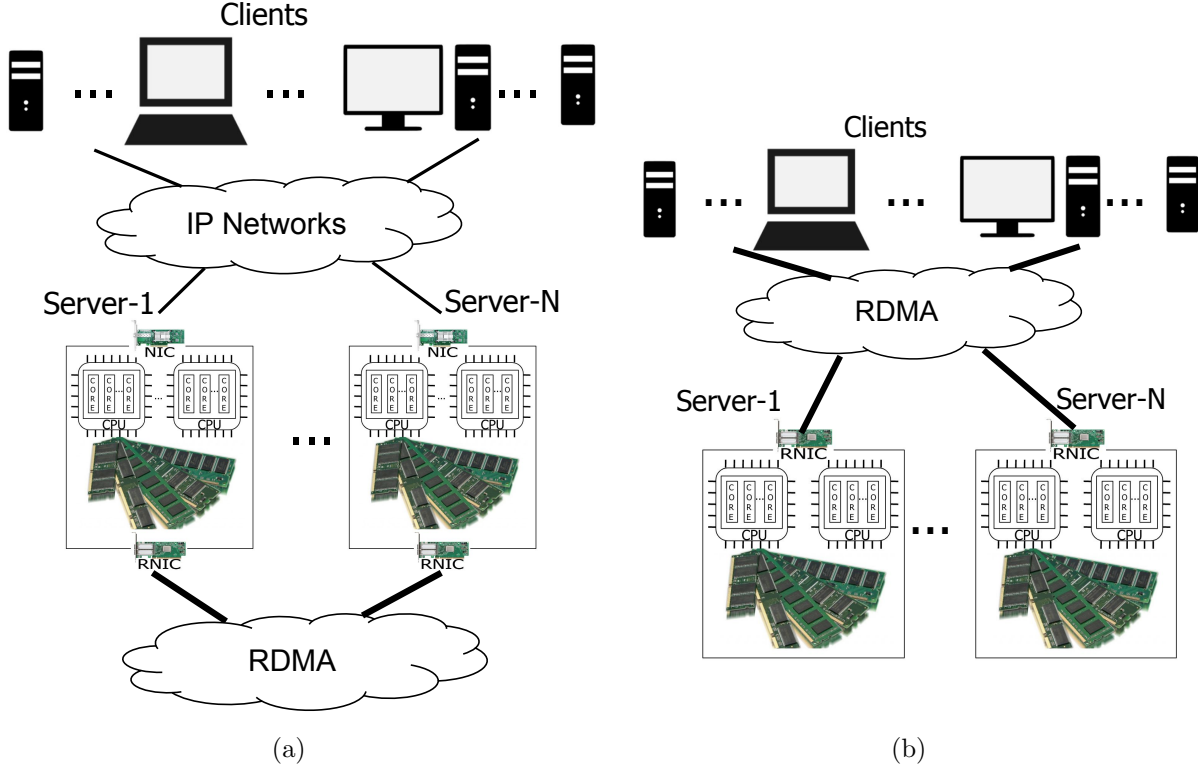 Clients
...
...
...
IP Networks
Server-1
Server-N
NIC
NIC
CORE CORE ... CORE
CPU
...
CORE CORE ... CORE
CPU
...
CORE CORE ... CORE
CPU
...
CORE CORE ... CORE
CPU
RNIC
RNIC
RDMA
(a)
Clients
...
...
...
RDMA
Server-1
Server-N
RNIC
RNIC
CORE CORE ... CORE
CPU
CORE CORE ... CORE
CPU
...
CORE CORE ... CORE
CPU
CORE CORE ... CORE
CPU
(b)